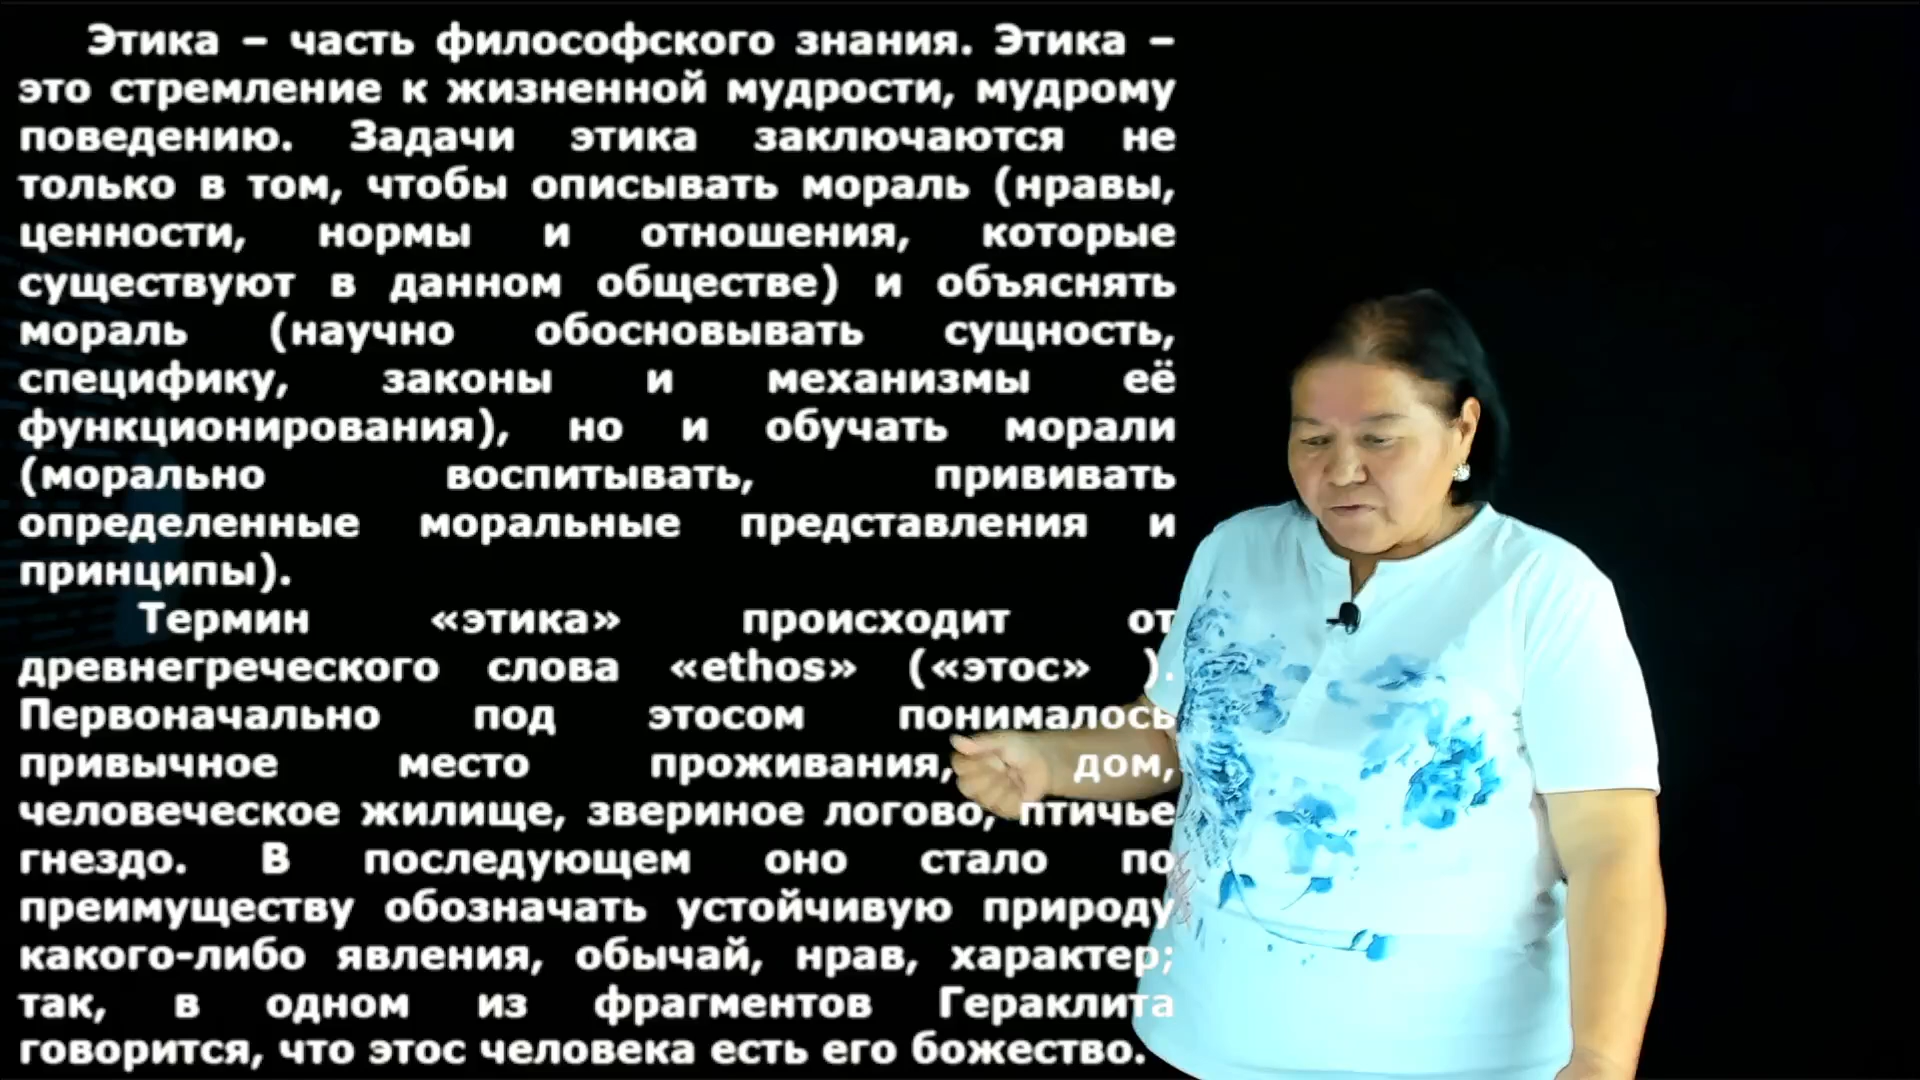 Этика – часть философского знания. Этика –
это стремление к жизненной мудрости, мудрому
поведению. Задачи этика заключаются не
только в том, чтобы описывать мораль (нравы,
ценности, нормы и отношения, которые
существуют в данном обществе) и объяснять
мораль (научно обосновывать сущность,
специфику, законы и механизмы её
функционирования), но и обучать морали
(морально воспитывать, прививать
определенные моральные представления и
принципы).
Термин «этика» происходит от
древнегреческого слова «ethos» («этос» ).
Первоначально под этосом понималось
привычное место проживания, дом,
человеческое жилище, звериное логово, птичье
гнездо. В последующем оно стало по
преимуществу обозначать устойчивую природу
какого-либо явления, обычай, нрав, характер;
так, в одном из фрагментов Гераклита
говорится, что этос человека есть его божество.